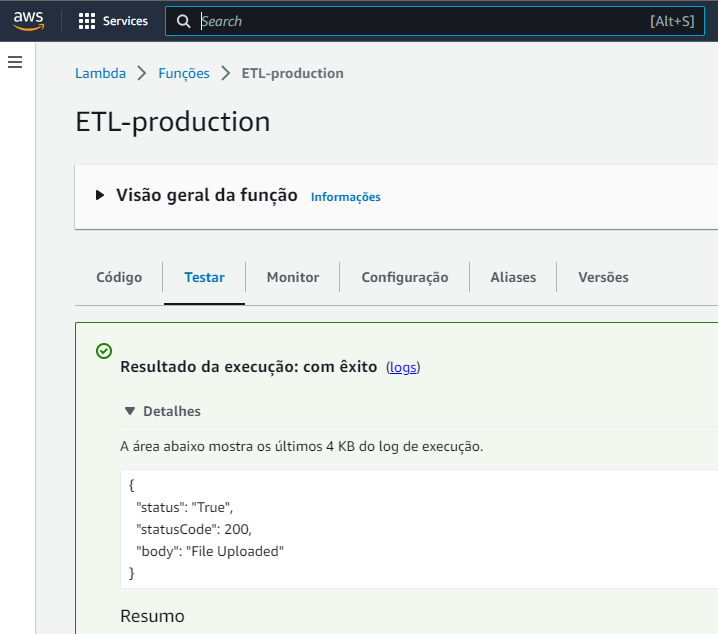 aws
Services
Search
[Alt+S]
Lambda > Funções > ETL-production
ETL-production
Visão geral da função Informações
Código Testar Monitor Configuração Aliases Versões
Resultado da execução: com êxito (logs)
Detalhes
A área abaixo mostra os últimos 4 KB do log de execução.
{
"status": "True",
"statusCode": 200,
"body": "File Uploaded"
}
Resumo